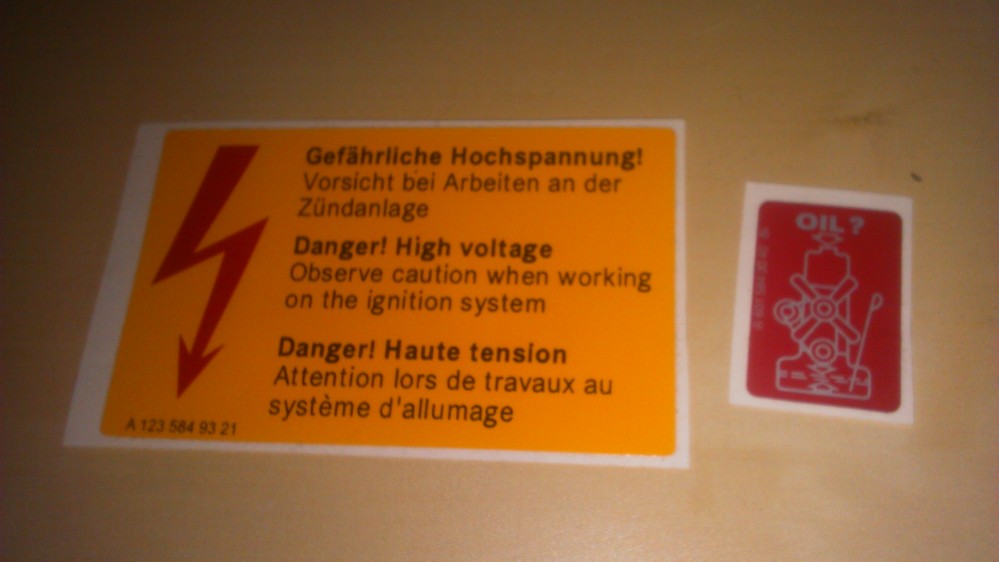 Gefährliche Hochspannung!
Vorsicht bei Arbeiten an der
Zündanlage
Danger! High voltage
Observe caution when working
on the ignition system
Danger! Haute tension
Attention lors de travaux au
système d'allumage
A 123 584 93 21
OIL?